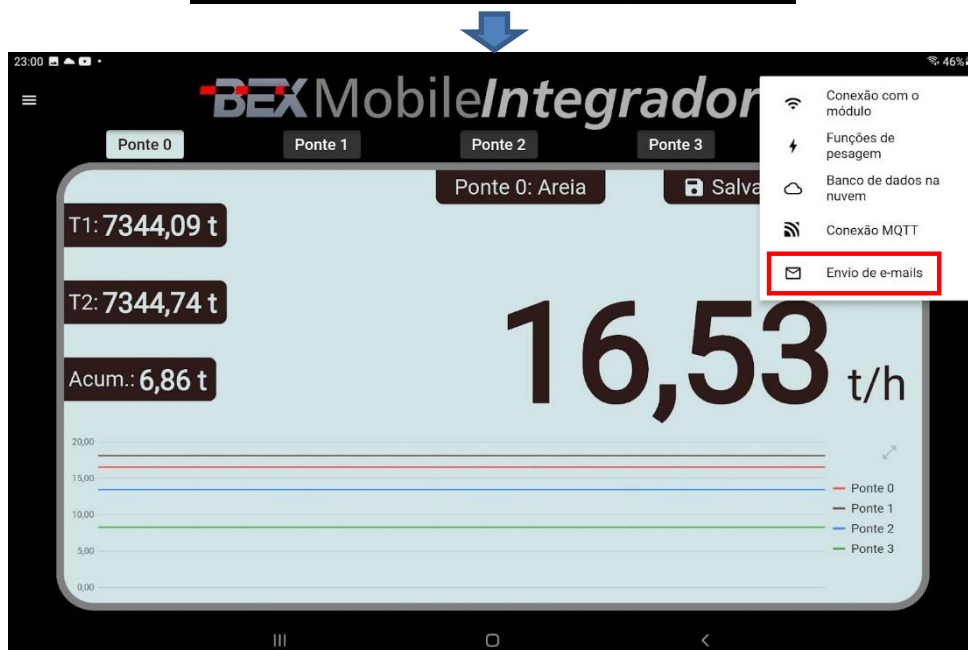 23:00
46%
BEX MobileIntegrador
Conexão com o
módulo
Funções de
pesagem
Banco de dados na
nuvem
Conexão MQTT
Envio de e-mails
Ponte 0
Ponte 1
Ponte 2
Ponte 3
Ponte 0: Areia
Salva
T1: 7344,09 t
T2: 7344,74 t
Acum.: 6,86 t
16,53 t/h
20,00
15,00
10,00
5,00
0,00
Ponte 0
Ponte 1
Ponte 2
Ponte 3